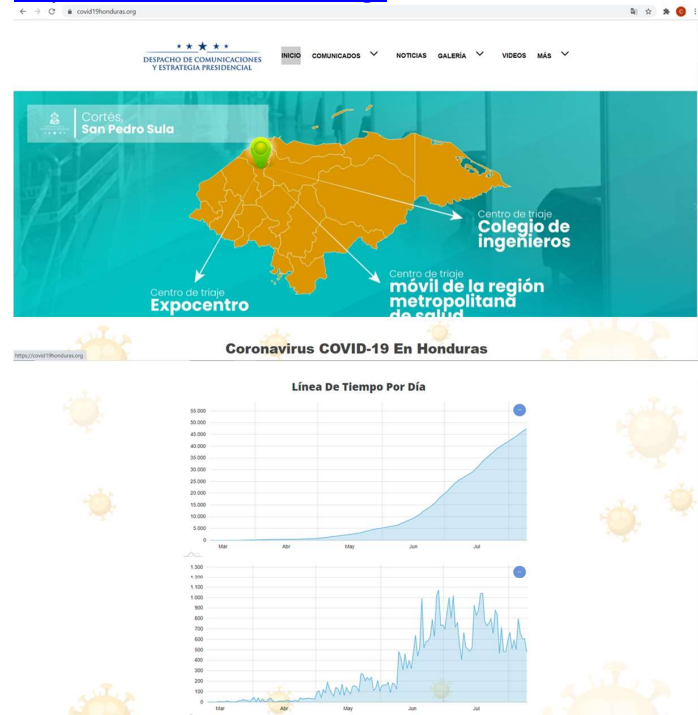 covid19honduras.org
DESPACHO DE COMUNICACIONES
Y ESTRATEGIA PRESIDENCIAL
INICIO COMUNICADOS NOTICIAS GALERÍA VIDEOS MÁS
Cortés,
San Pedro Sula
Centro de triaje
Colegio de
ingenieros
Centro de triaje
móvil de la región
metropolitana
de salud
Centro de triaje
Expocentro
Coronavirus COVID-19 En Honduras
https://covid19honduras.org
Línea De Tiempo Por Día
55.000
50.000
45.000
40.000
35.000
30.000
25.000
20.000
15.000
10.000
5.000
0
Mar Abr May Jun Jul
1.300
1.200
1.100
1.000
900
800
700
600
500
400
300
200
100
0
Mar Abr May Jun Jul